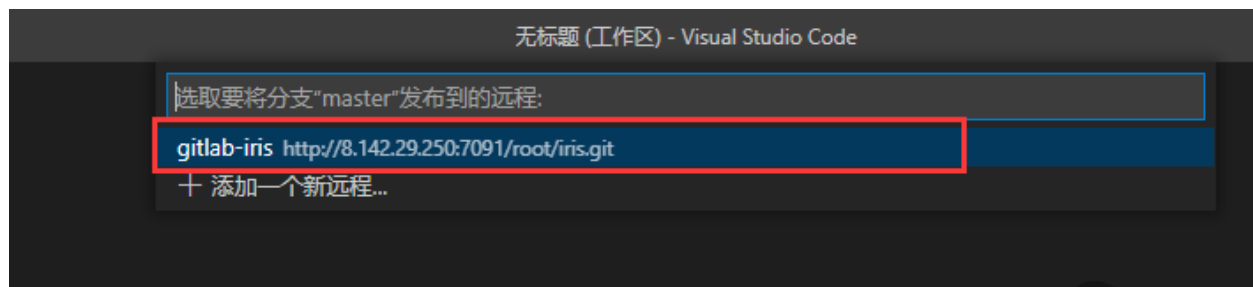 无标题 (工作区) - Visual Studio Code
选取要将分支"master"发布到的远程:
gitlab-iris http://8.142.29.250:7091/root/iris.git
＋ 添加一个新远程...